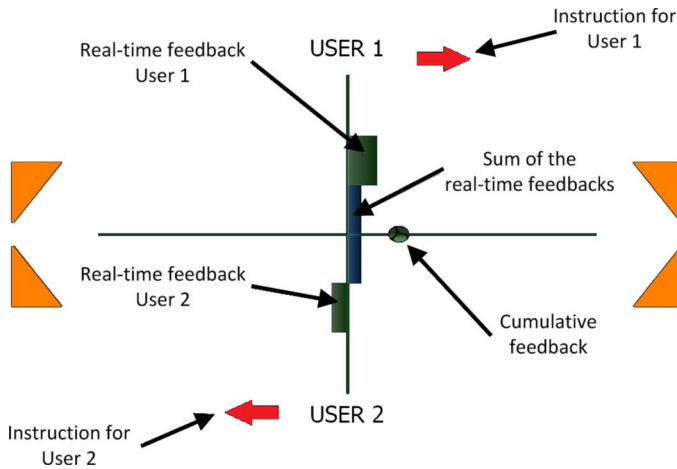 Instruction for
User 1
Real-time feedback
User 1
USER 1
Sum of the
real-time feedbacks
Real-time feedback
User 2
Cumulative
feedback
USER 2
Instruction for
User 2